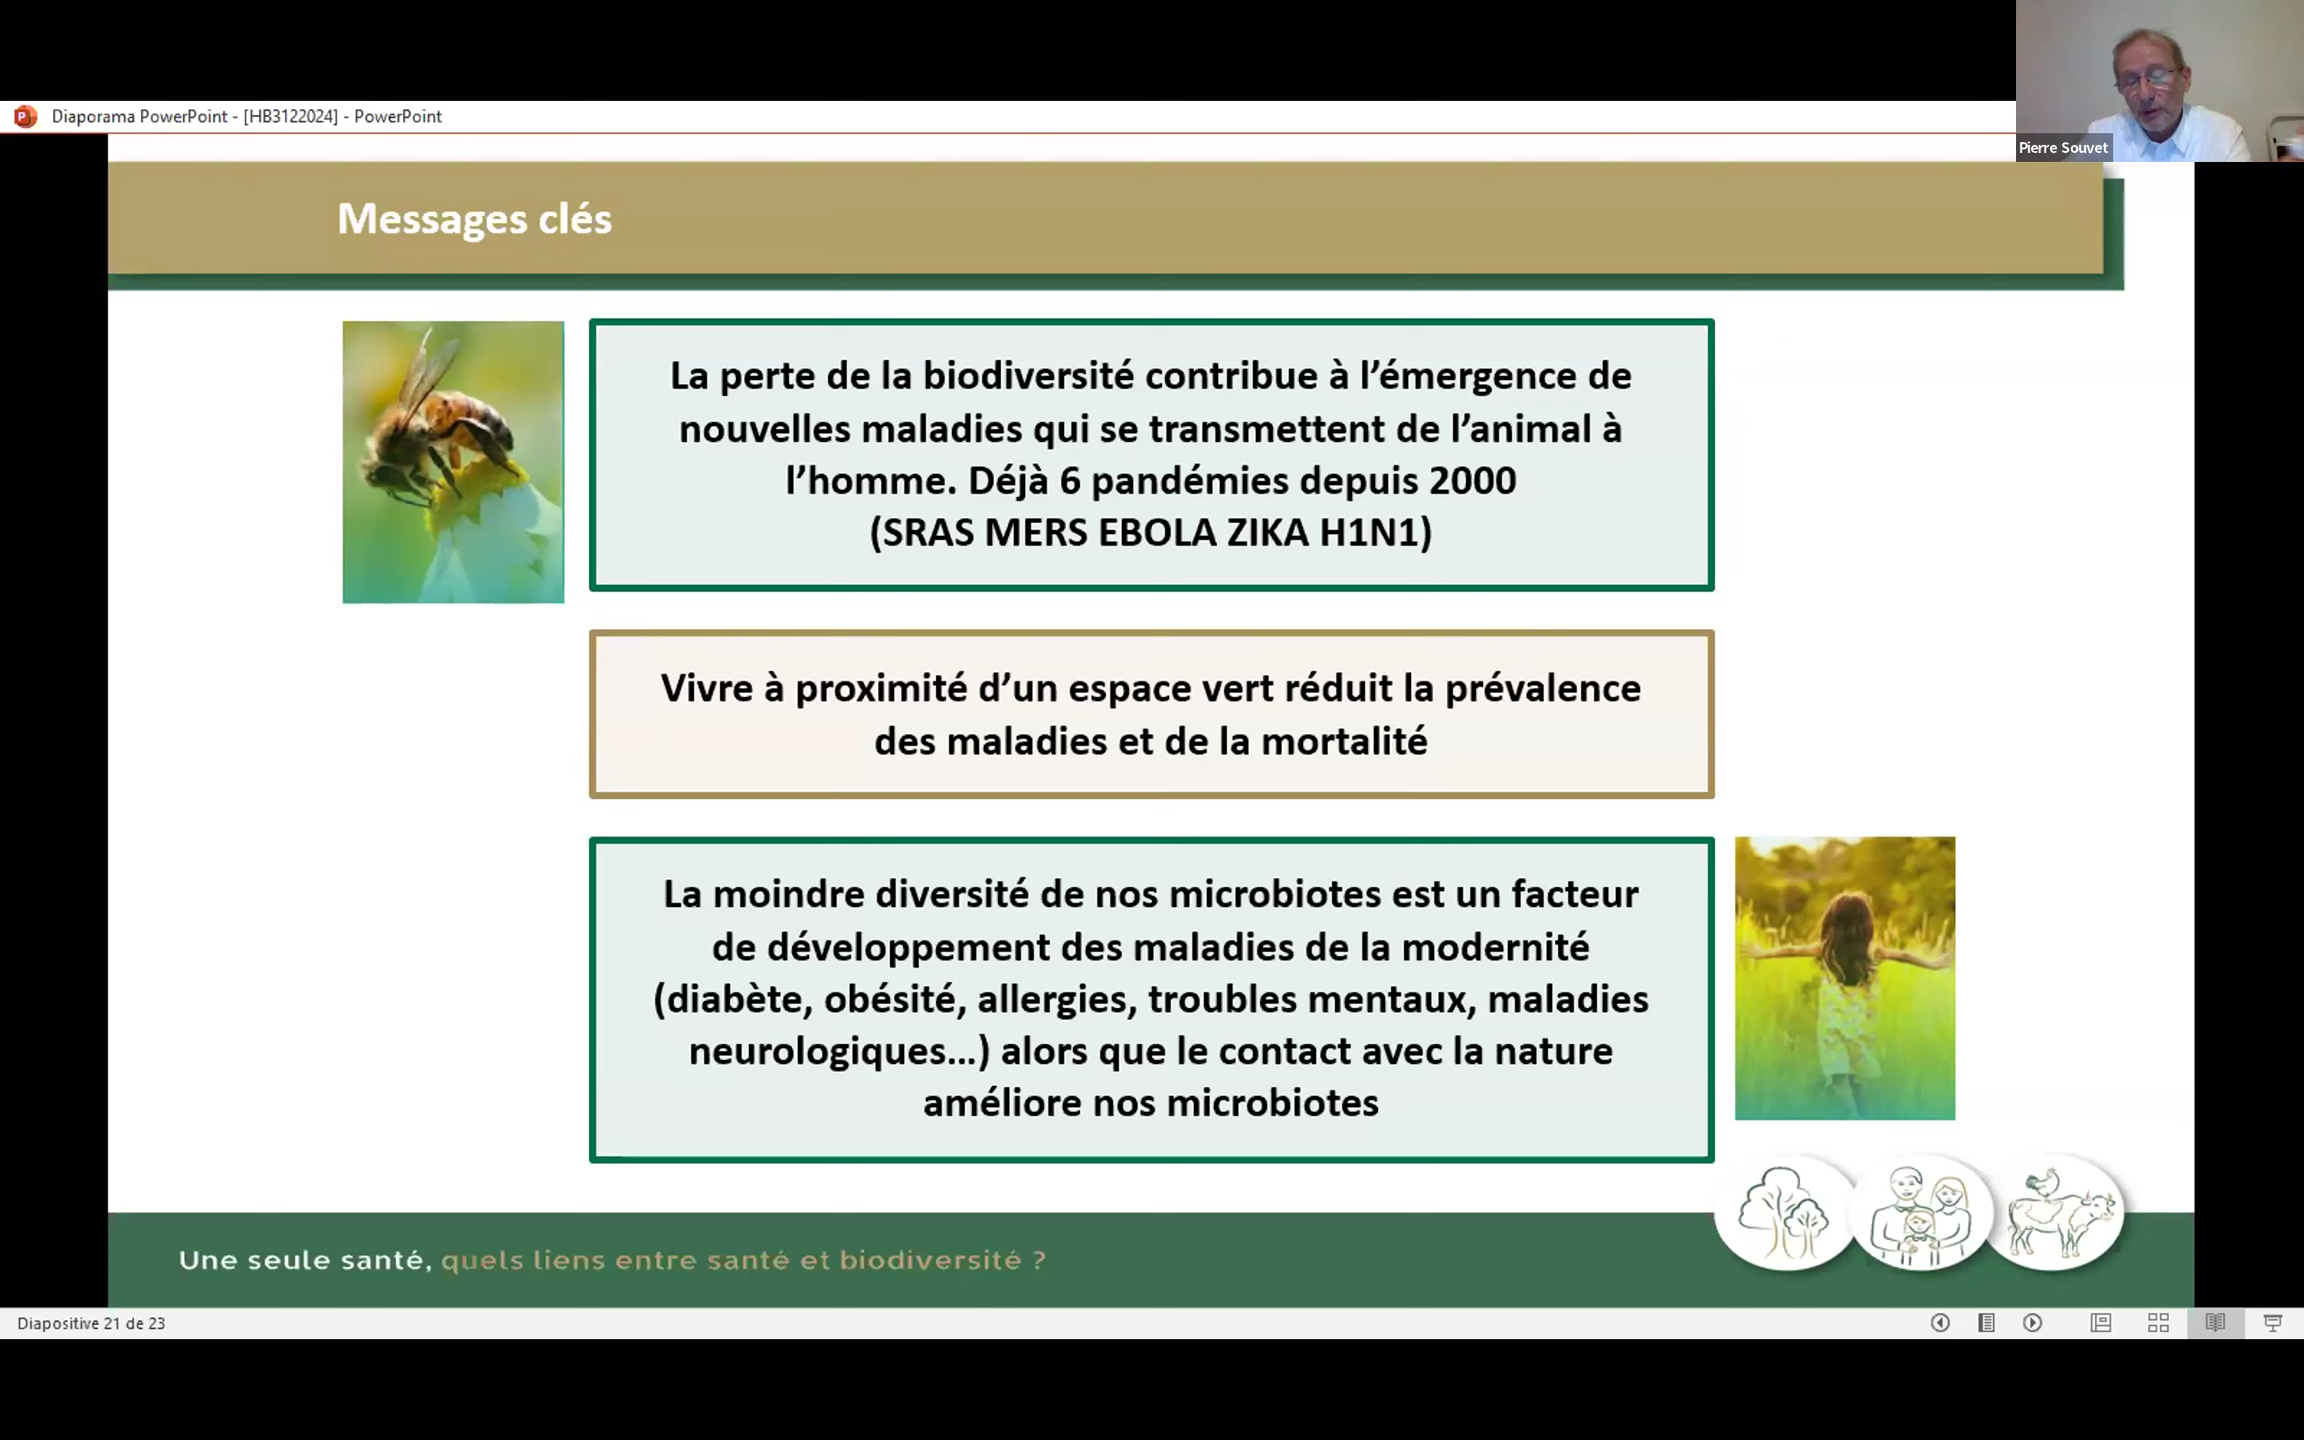 Diaporama PowerPoint - [HB3122024] - PowerPoint
Pierre Souvet
Messages clés
La perte de la biodiversité contribue à l’émergence de
nouvelles maladies qui se transmettent de l’animal à
l’homme. Déjà 6 pandémies depuis 2000
(SRAS MERS EBOLA ZIKA H1N1)
Vivre à proximité d’un espace vert réduit la prévalence
des maladies et de la mortalité
La moindre diversité de nos microbiotes est un facteur
de développement des maladies de la modernité
(diabète, obésité, allergies, troubles mentaux, maladies
neurologiques…) alors que le contact avec la nature
améliore nos microbiotes
Une seule santé, quels liens entre santé et biodiversité ?
Diapositive 21 de 23